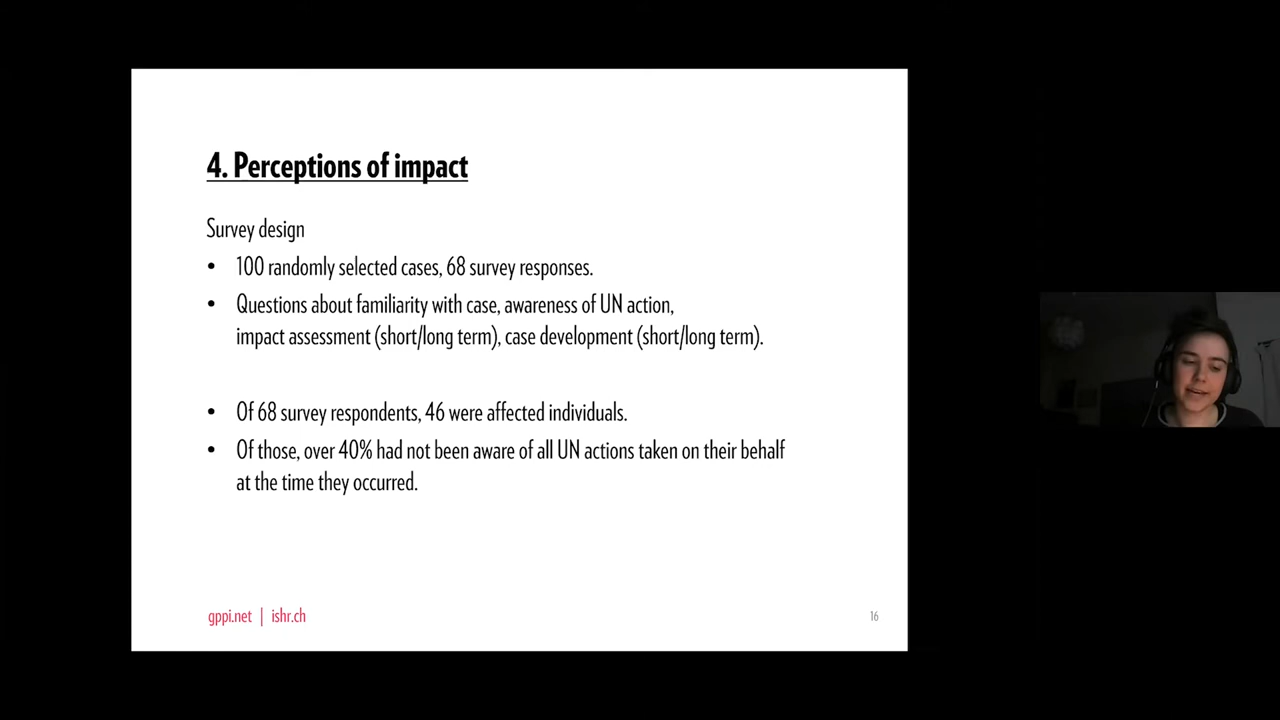 4. Perceptions of impact
Survey design
• 100 randomly selected cases, 68 survey responses.
• Questions about familiarity with case, awareness of UN action,
impact assessment (short/long term), case development (short/long term).
• Of 68 survey respondents, 46 were affected individuals.
• Of those, over 40% had not been aware of all UN actions taken on their behalf
at the time they occurred.
gppi.net | ishr.ch
16